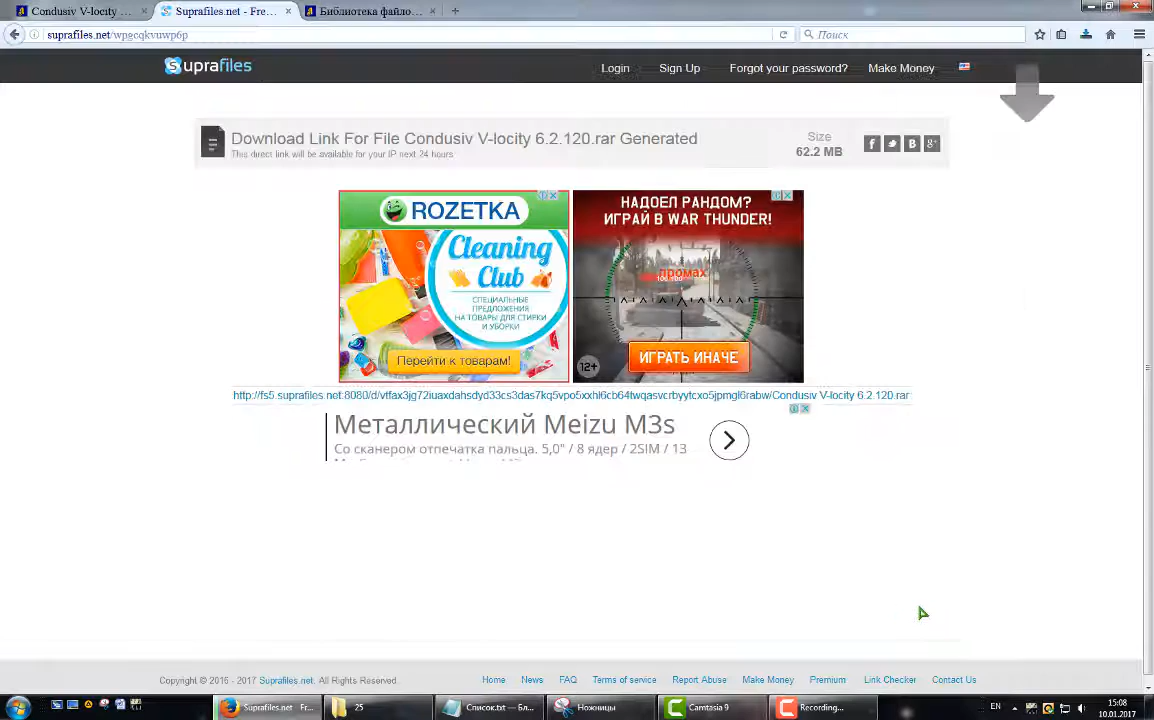 Condusiv V-locity ...
Suprafiles.net - Fre...
Библиотека файло...
suprafiles.net/wpgcqkvuwp6p
Поиск
Suprafiles
Login
Sign Up
Forgot your password?
Make Money
Download Link For File Condusiv V-locity 6.2.120.rar Generated
This direct link will be available for your IP next 24 hours
Size
62.2 MB
ROZETKA
Cleaning
Club
СПЕЦИАЛЬНЫЕ
ПРЕДЛОЖЕНИЯ
НА ТОВАРЫ ДЛЯ СТИРКИ
И УБОРКИ
Перейти к товарам!
НАДОЕЛ РАНДОМ?
ИГРАЙ В WAR THUNDER!
промах
12+
ИГРАТЬ ИНАЧЕ
Металлический Meizu M3s
Со сканером отпечатка пальца. 5,0" / 8 ядер / 2SIM / 13
Copyright © 2015 - 2017 Suprafiles.net. All Rights Reserved.
Home
News
FAQ
Terms of service
Report Abuse
Make Money
Premium
Link Checker
Contact Us
Suprafiles.net - Fre...
25
Список.txt — Бл...
Ножницы
Camtasia 9
Recording...
EN
15:08
10.01.2017